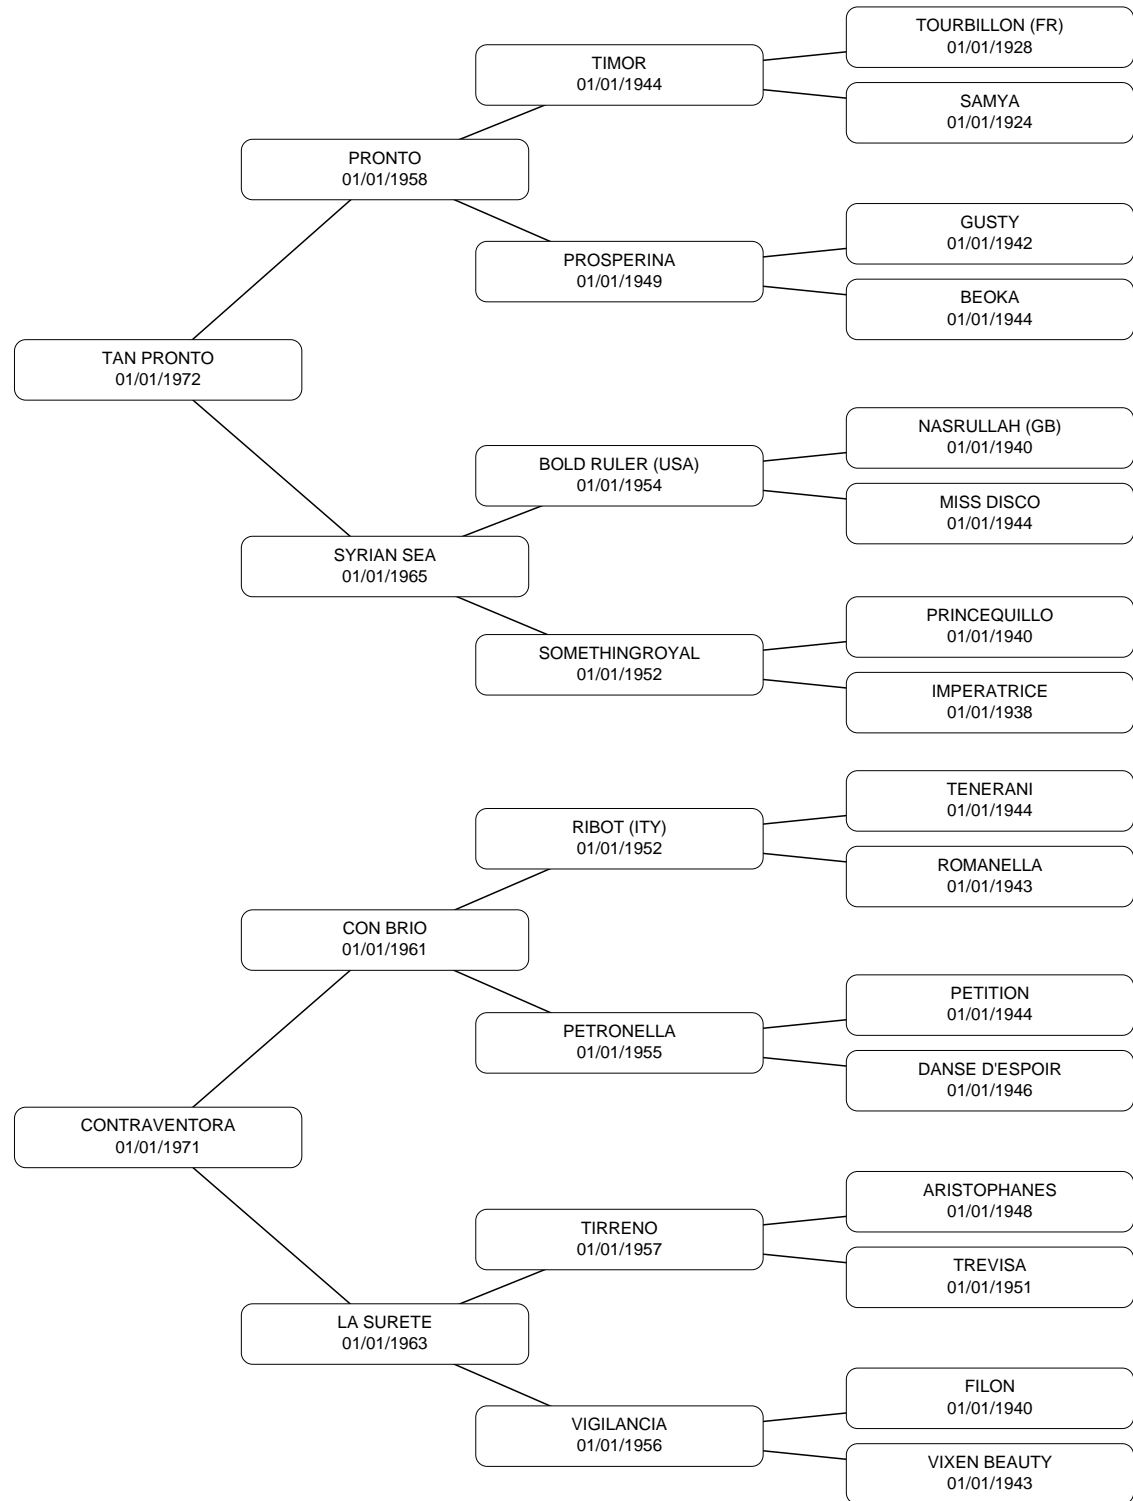 TOURBILLON (FR)
01/01/1928
TIMOR
01/01/1944
SAMYA
01/01/1924
PRONTO
01/01/1958
GUSTY
01/01/1942
PROSPERINA
01/01/1949
BEOKA
01/01/1944
TAN PRONTO
01/01/1972
NASRULLAH (GB)
01/01/1940
BOLD RULER (USA)
01/01/1954
MISS DISCO
01/01/1944
SYRIAN SEA
01/01/1965
PRINCEQUILLO
01/01/1940
SOMETHINGROYAL
01/01/1952
IMPERATRICE
01/01/1938
TENERANI
01/01/1944
RIBOT (ITY)
01/01/1952
ROMANELLA
01/01/1943
CON BRIO
01/01/1961
PETITION
01/01/1944
PETRONELLA
01/01/1955
DANSE D'ESPOIR
01/01/1946
CONTRAVENTORA
01/01/1971
ARISTOPHANES
01/01/1948
TIRRENO
01/01/1957
TREVISA
01/01/1951
LA SURETE
01/01/1963
FILON
01/01/1940
VIGILANCIA
01/01/1956
VIXEN BEAUTY
01/01/1943